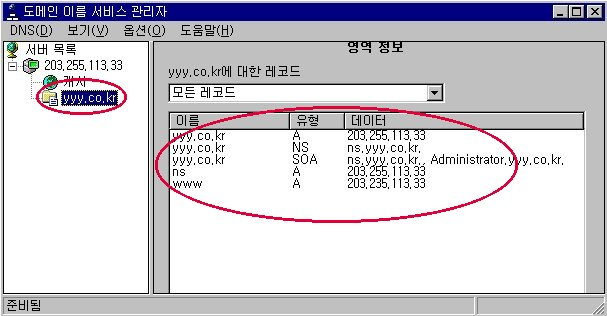 도메인 이름 서비스 관리자
DNS(D) 보기(V) 옵션(O) 도움말(H)
서버 목록
203,255,113,33
캐시
yyy,co,kr
영역 정보
yyy,co,kr에 대한 레코드
모든 레코드
이름 유형 데이터
yyy,co,kr A 203,255,113,33
yyy,co,kr NS ns,yyy,co,kr,
yyy,co,kr SOA ns,yyy,co,kr,, Administrator,yyy,co,kr,
ns A 203,255,113,33
www A 203,235,113,33
준비됨